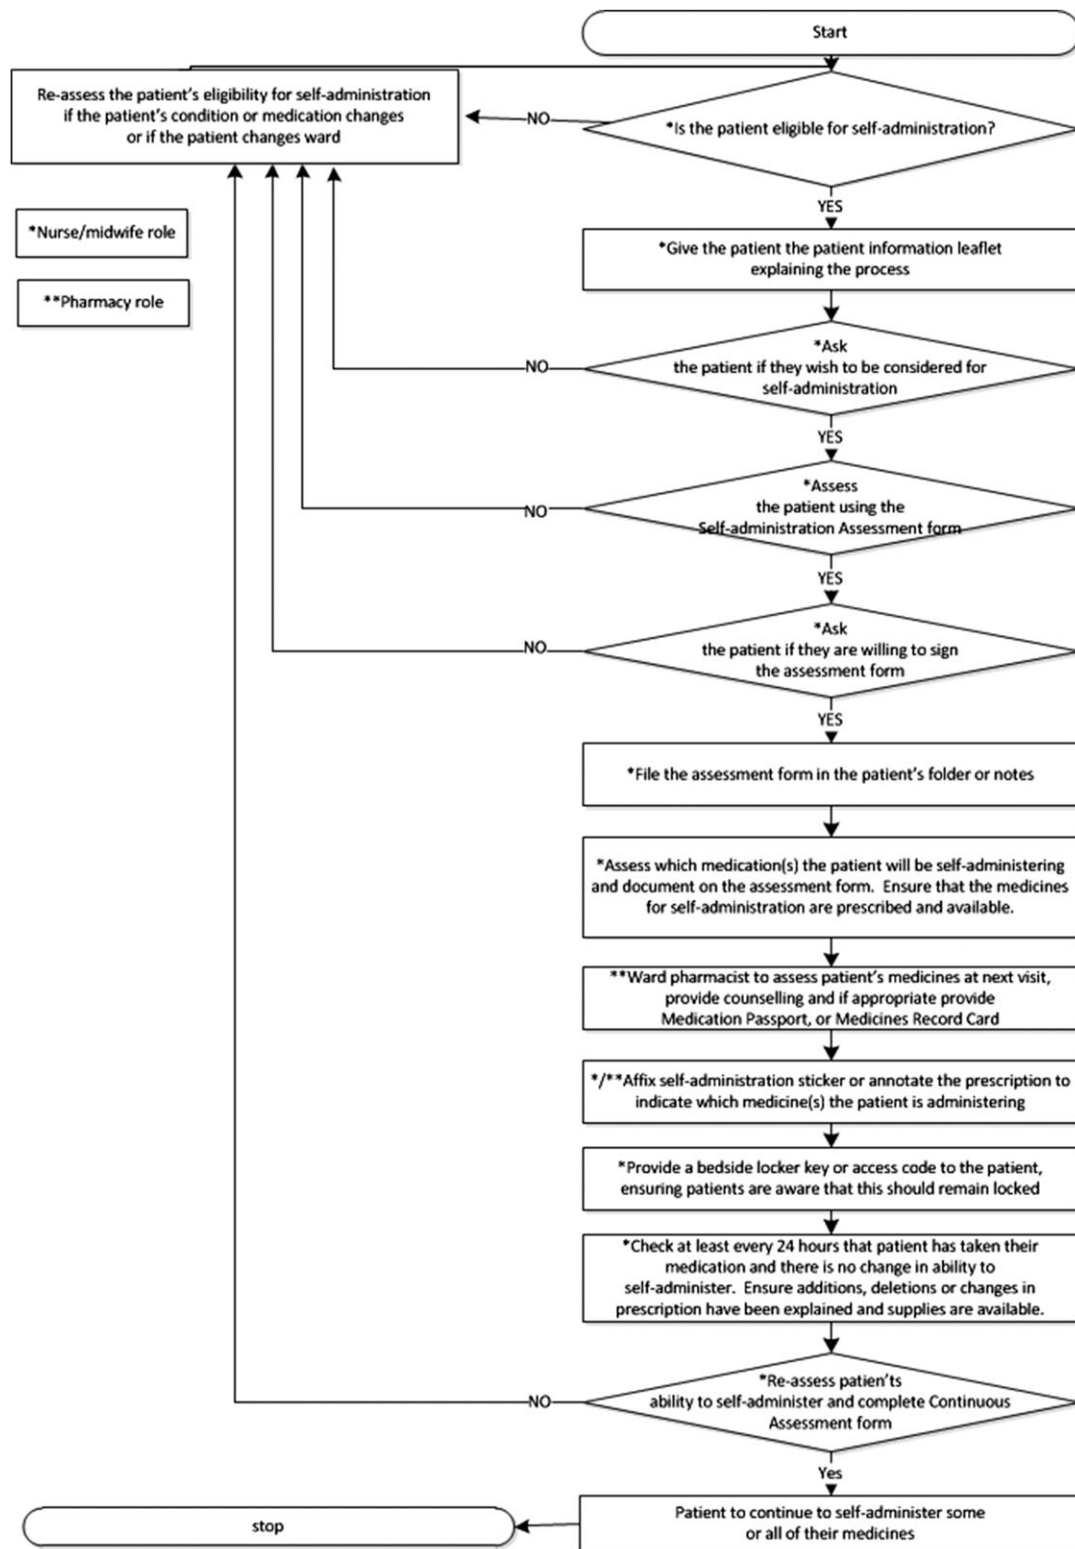 Start
Re-assess the patient's eligibility for self-administration
if the patient's condition or medication changes
or if the patient changes ward
NO
*Is the patient eligible for self-administration?
YES
*Nurse/midwife role
*Give the patient the patient information leaflet
explaining the process
**Pharmacy role
*Ask
the patient if they wish to be considered for
self-administration
NO
YES
*Assess
the patient using the
Self-administration Assessment form
NO
YES
*Ask
the patient if they are willing to sign
the assessment form
NO
YES
*File the assessment form in the patient's folder or notes
*Assess which medication(s) the patient will be self-administering
and document on the assessment form. Ensure that the medicines
for self-administration are prescribed and available.
**Ward pharmacist to assess patient's medicines at next visit,
provide counselling and if appropriate provide
Medication Passport, or Medicines Record Card
*/**Affix self-administration sticker or annotate the prescription to
indicate which medicine(s) the patient is administering
*Provide a bedside locker key or access code to the patient,
ensuring patients are aware that this should remain locked
*Check at least every 24 hours that patient has taken their
medication and there is no change in ability to
self-administer. Ensure additions, deletions or changes in
prescription have been explained and supplies are available.
*Re-assess patien'ts
ability to self-administer and complete Continuous
Assessment form
NO
Yes
Patient to continue to self-administer some
or all of their medicines
stop